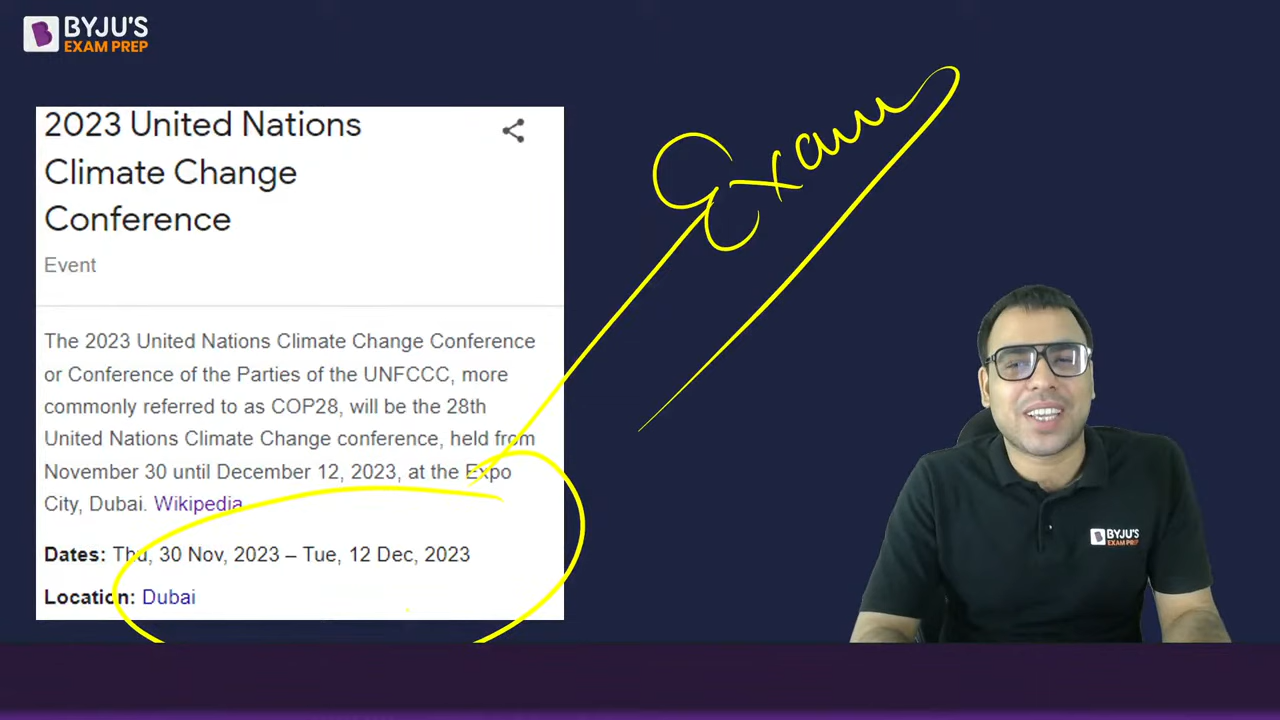 BYJU'S
EXAM PREP
2023 United Nations
Climate Change
Conference
Event
The 2023 United Nations Climate Change Conference
or Conference of the Parties of the UNFCCC, more
commonly referred to as COP28, will be the 28th
United Nations Climate Change conference, held from
November 30 until December 12, 2023, at the Expo
City, Dubai. Wikipedia
Dates: Thu, 30 Nov, 2023 – Tue, 12 Dec, 2023
Location: Dubai
Exam
BYJU'S
EXAM PREP